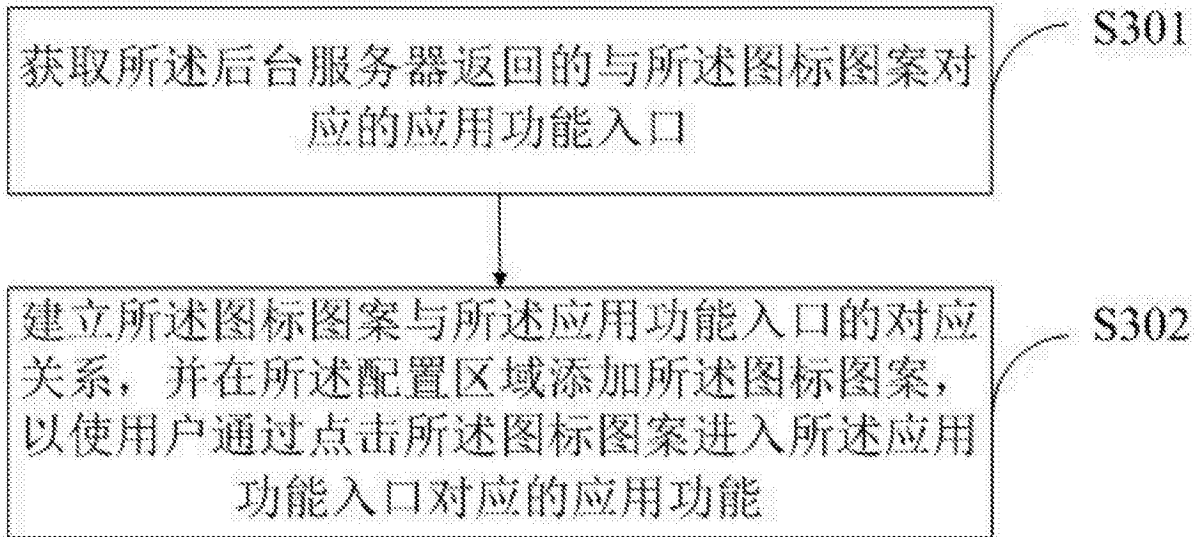 获取所述后台服务器返回的与所述图标图案对
应的应用功能入口
S301
建立所述图标图案与所述应用功能入口的对应
关系，并在所述配置区域添加所述图标图案，
以使用户通过点击所述图标图案进入所述应用
功能入口对应的应用功能
S302